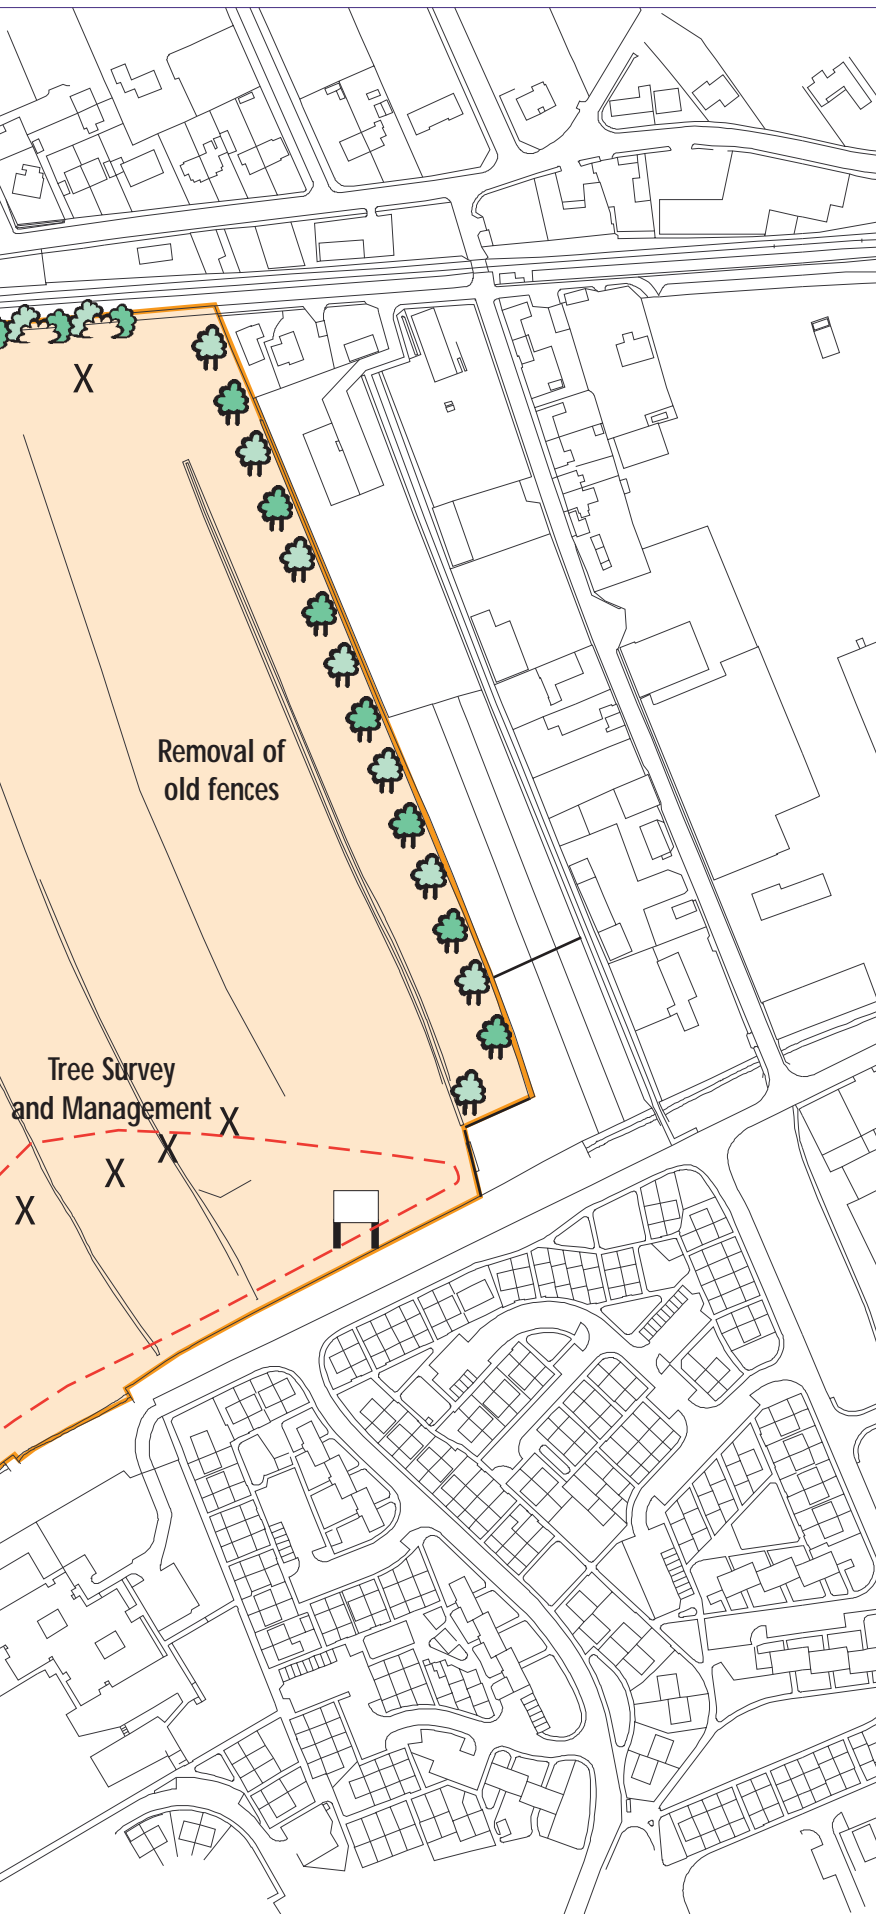 X
Removal of
old fences
Tree Survey
and Management
X
X
X
X